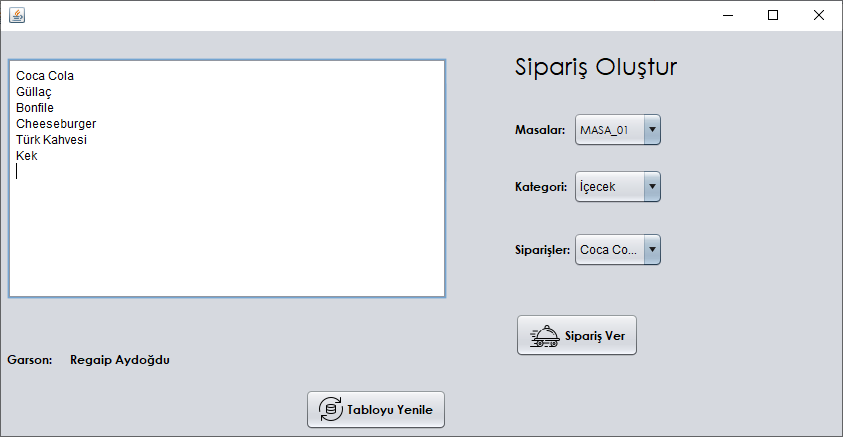 Coca Cola
Güllaç
Bonfile
Cheeseburger
Türk Kahvesi
Kek
Sipariş Oluştur
Masalar: MASA_01
Kategori: İçecek
Siparişler: Coca Co...
Sipariş Ver
Garson: Regaip Aydoğdu
Tabloyu Yenile